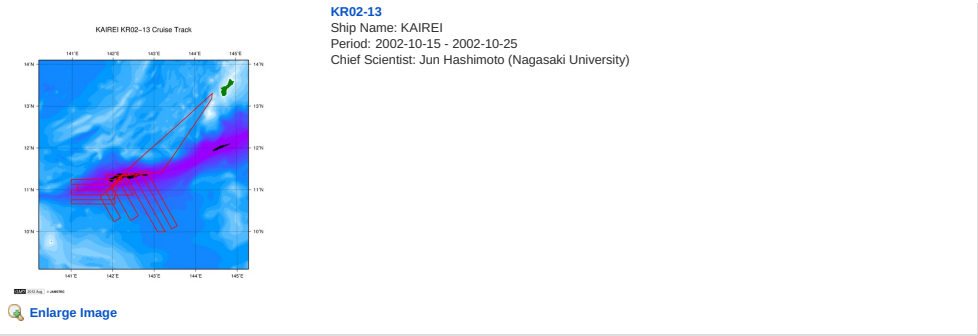 KR02-13
Ship Name: KAIREI
Period: 2002-10-15 - 2002-10-25
Chief Scientist: Jun Hashimoto (Nagasaki University)
KAIREI KR02-13 Cruise Track
141°E 142°E 143°E 144°E 145°E
14°N 14°N
13°N 13°N
12°N 12°N
11°N 11°N
10°N 10°N
141°E 142°E 143°E 144°E 145°E
Enlarge Image